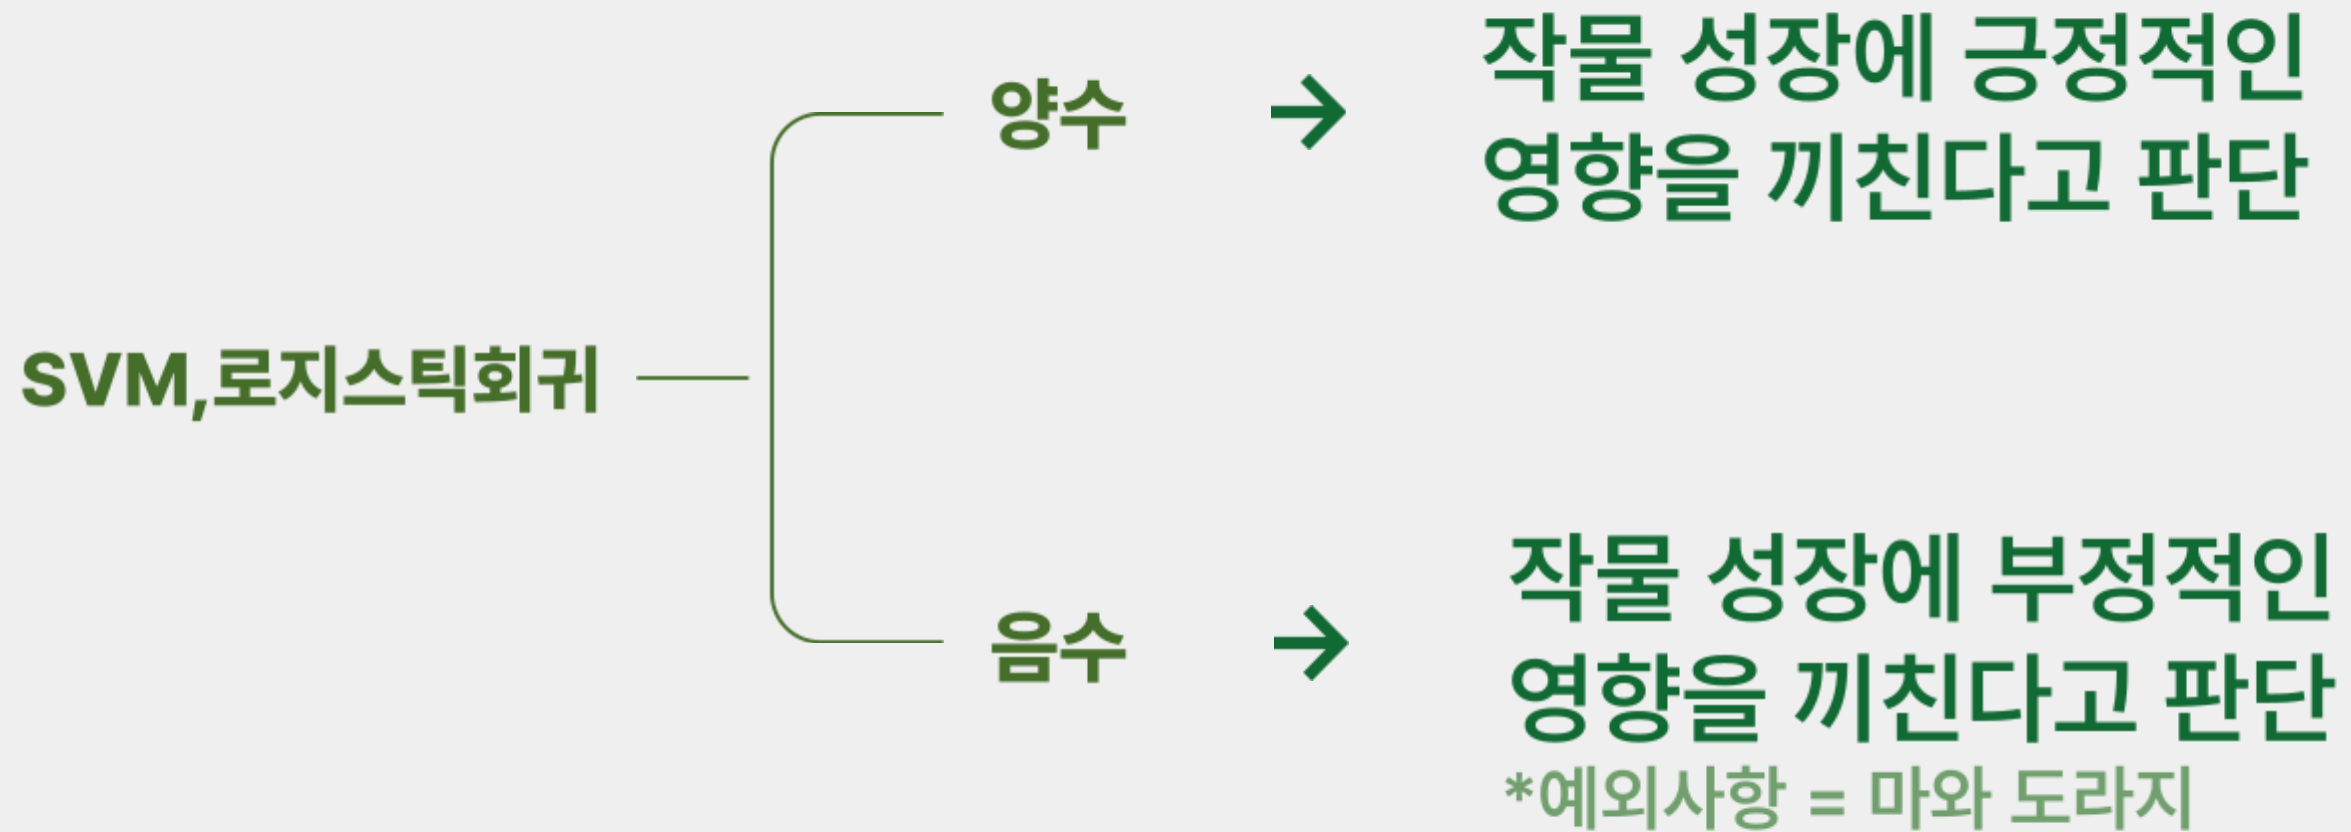 SVM,로지스틱회귀
양수
→
작물 성장에 긍정적인
영향을 끼친다고 판단
음수
→
작물 성장에 부정적인
영향을 끼친다고 판단
*예외사항 = 마와 도라지